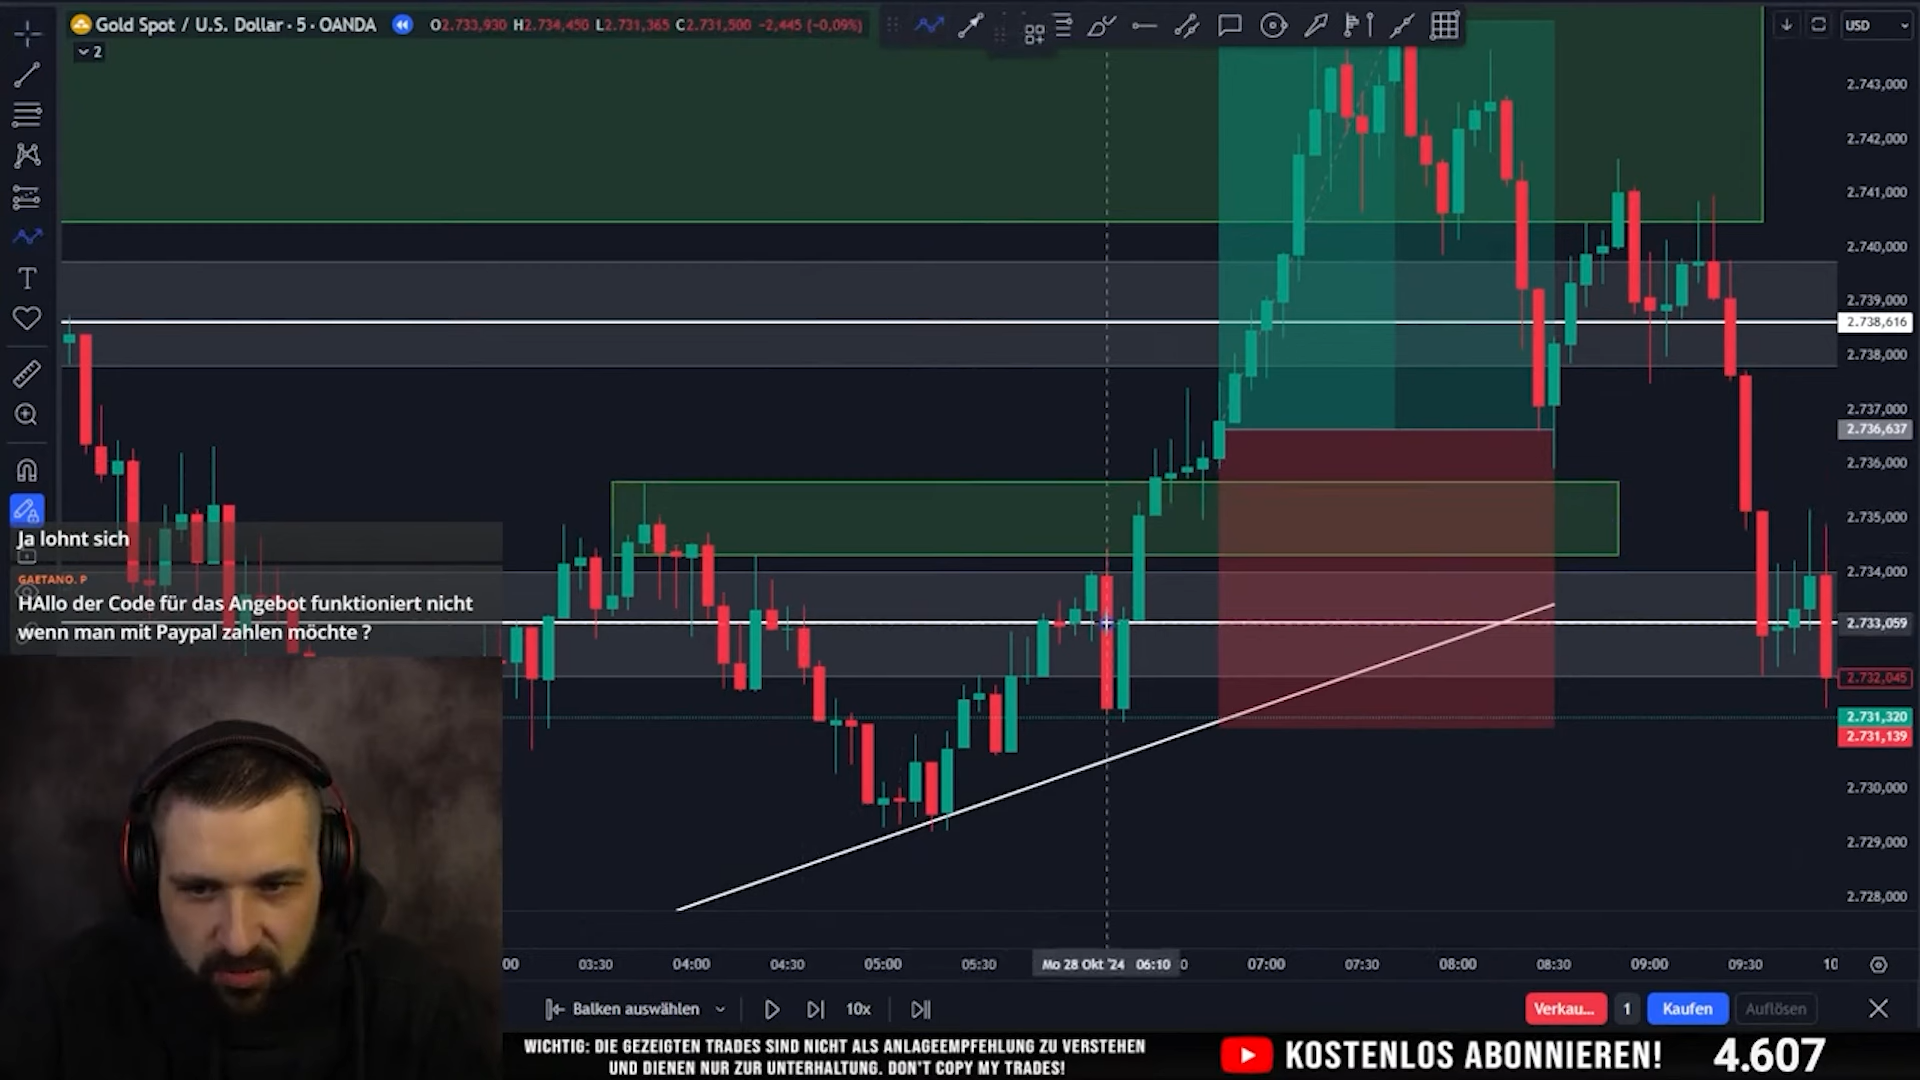 Gold Spot / U.S. Dollar · 5 · OANDA
O2.733,930 H2.734,450 L2.731,365 C2.731,500 -2,445 (-0,09%)
USD
2
2.743,000
2.742,000
2.741,000
2.740,000
2.739,000
2.738,616
2.738,000
2.737,000
2.736,637
2.736,000
2.735,000
2.734,000
2.733,059
2.732,045
2.731,320
2.731,139
2.730,000
2.729,000
2.728,000
T
Ja lohnt sich
GAETANO. P
HAllo der Code für das Angebot funktioniert nicht
wenn man mit Paypal zahlen möchte ?
00 03:30 04:00 04:30 05:00 05:30 Mo 28 Okt '24 06:10 0 07:00 07:30 08:00 08:30 09:00 09:30 10
Balken auswählen 10x Verkau... 1 Kaufen Auflösen
WICHTIG: DIE GEZEIGTEN TRADES SIND NICHT ALS ANLAGEEMPFEHLUNG ZU VERSTEHEN
UND DIENEN NUR ZUR UNTERHALTUNG. DON'T COPY MY TRADES!
KOSTENLOS ABONNIEREN! 4.607